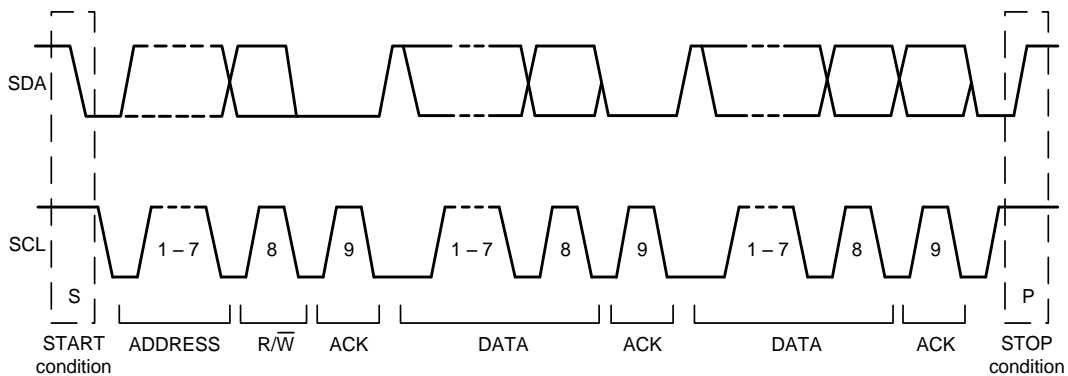 SDA
SCL
1 – 7
8
9
1 – 7
8
9
1 – 7
8
9
S
P
START
condition
ADDRESS
R/W̅
ACK
DATA
ACK
DATA
ACK
STOP
condition